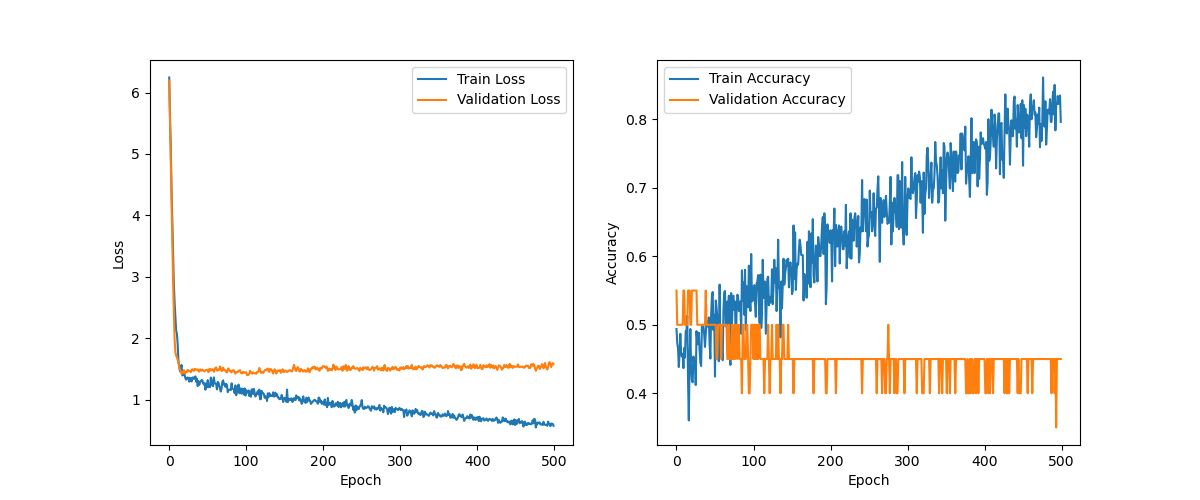 Train Loss
Validation Loss
6
5
4
3
2
1
Loss
0 100 200 300 400 500
Epoch
Train Accuracy
Validation Accuracy
0.8
0.7
0.6
0.5
0.4
Accuracy
0 100 200 300 400 500
Epoch